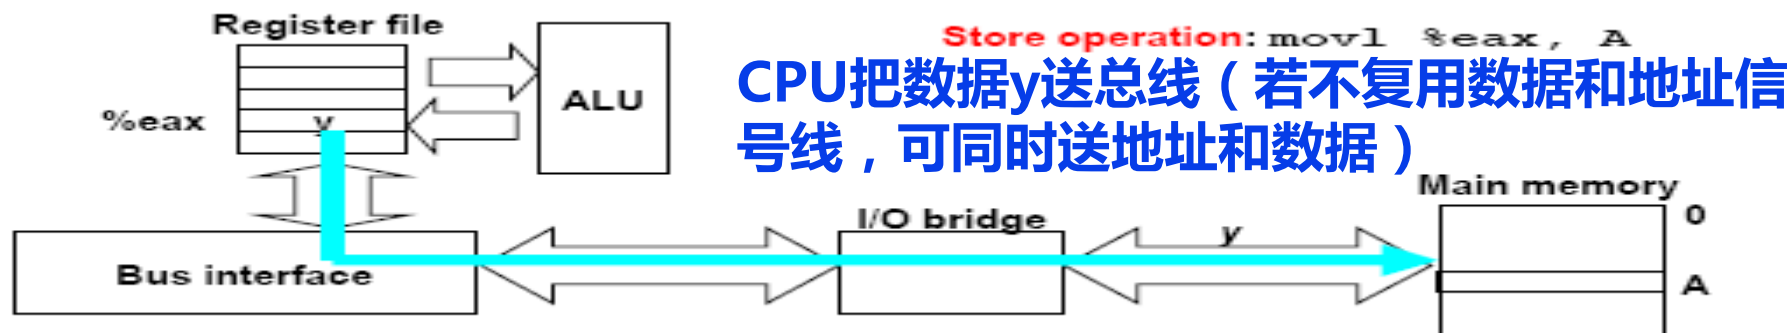 Register file
Store operation: movl %eax, A
CPU把数据y送总线（若不复用数据和地址信
号线，可同时送地址和数据）
ALU
%eax
y
Main memory
I/O bridge
0
y
Bus interface
A